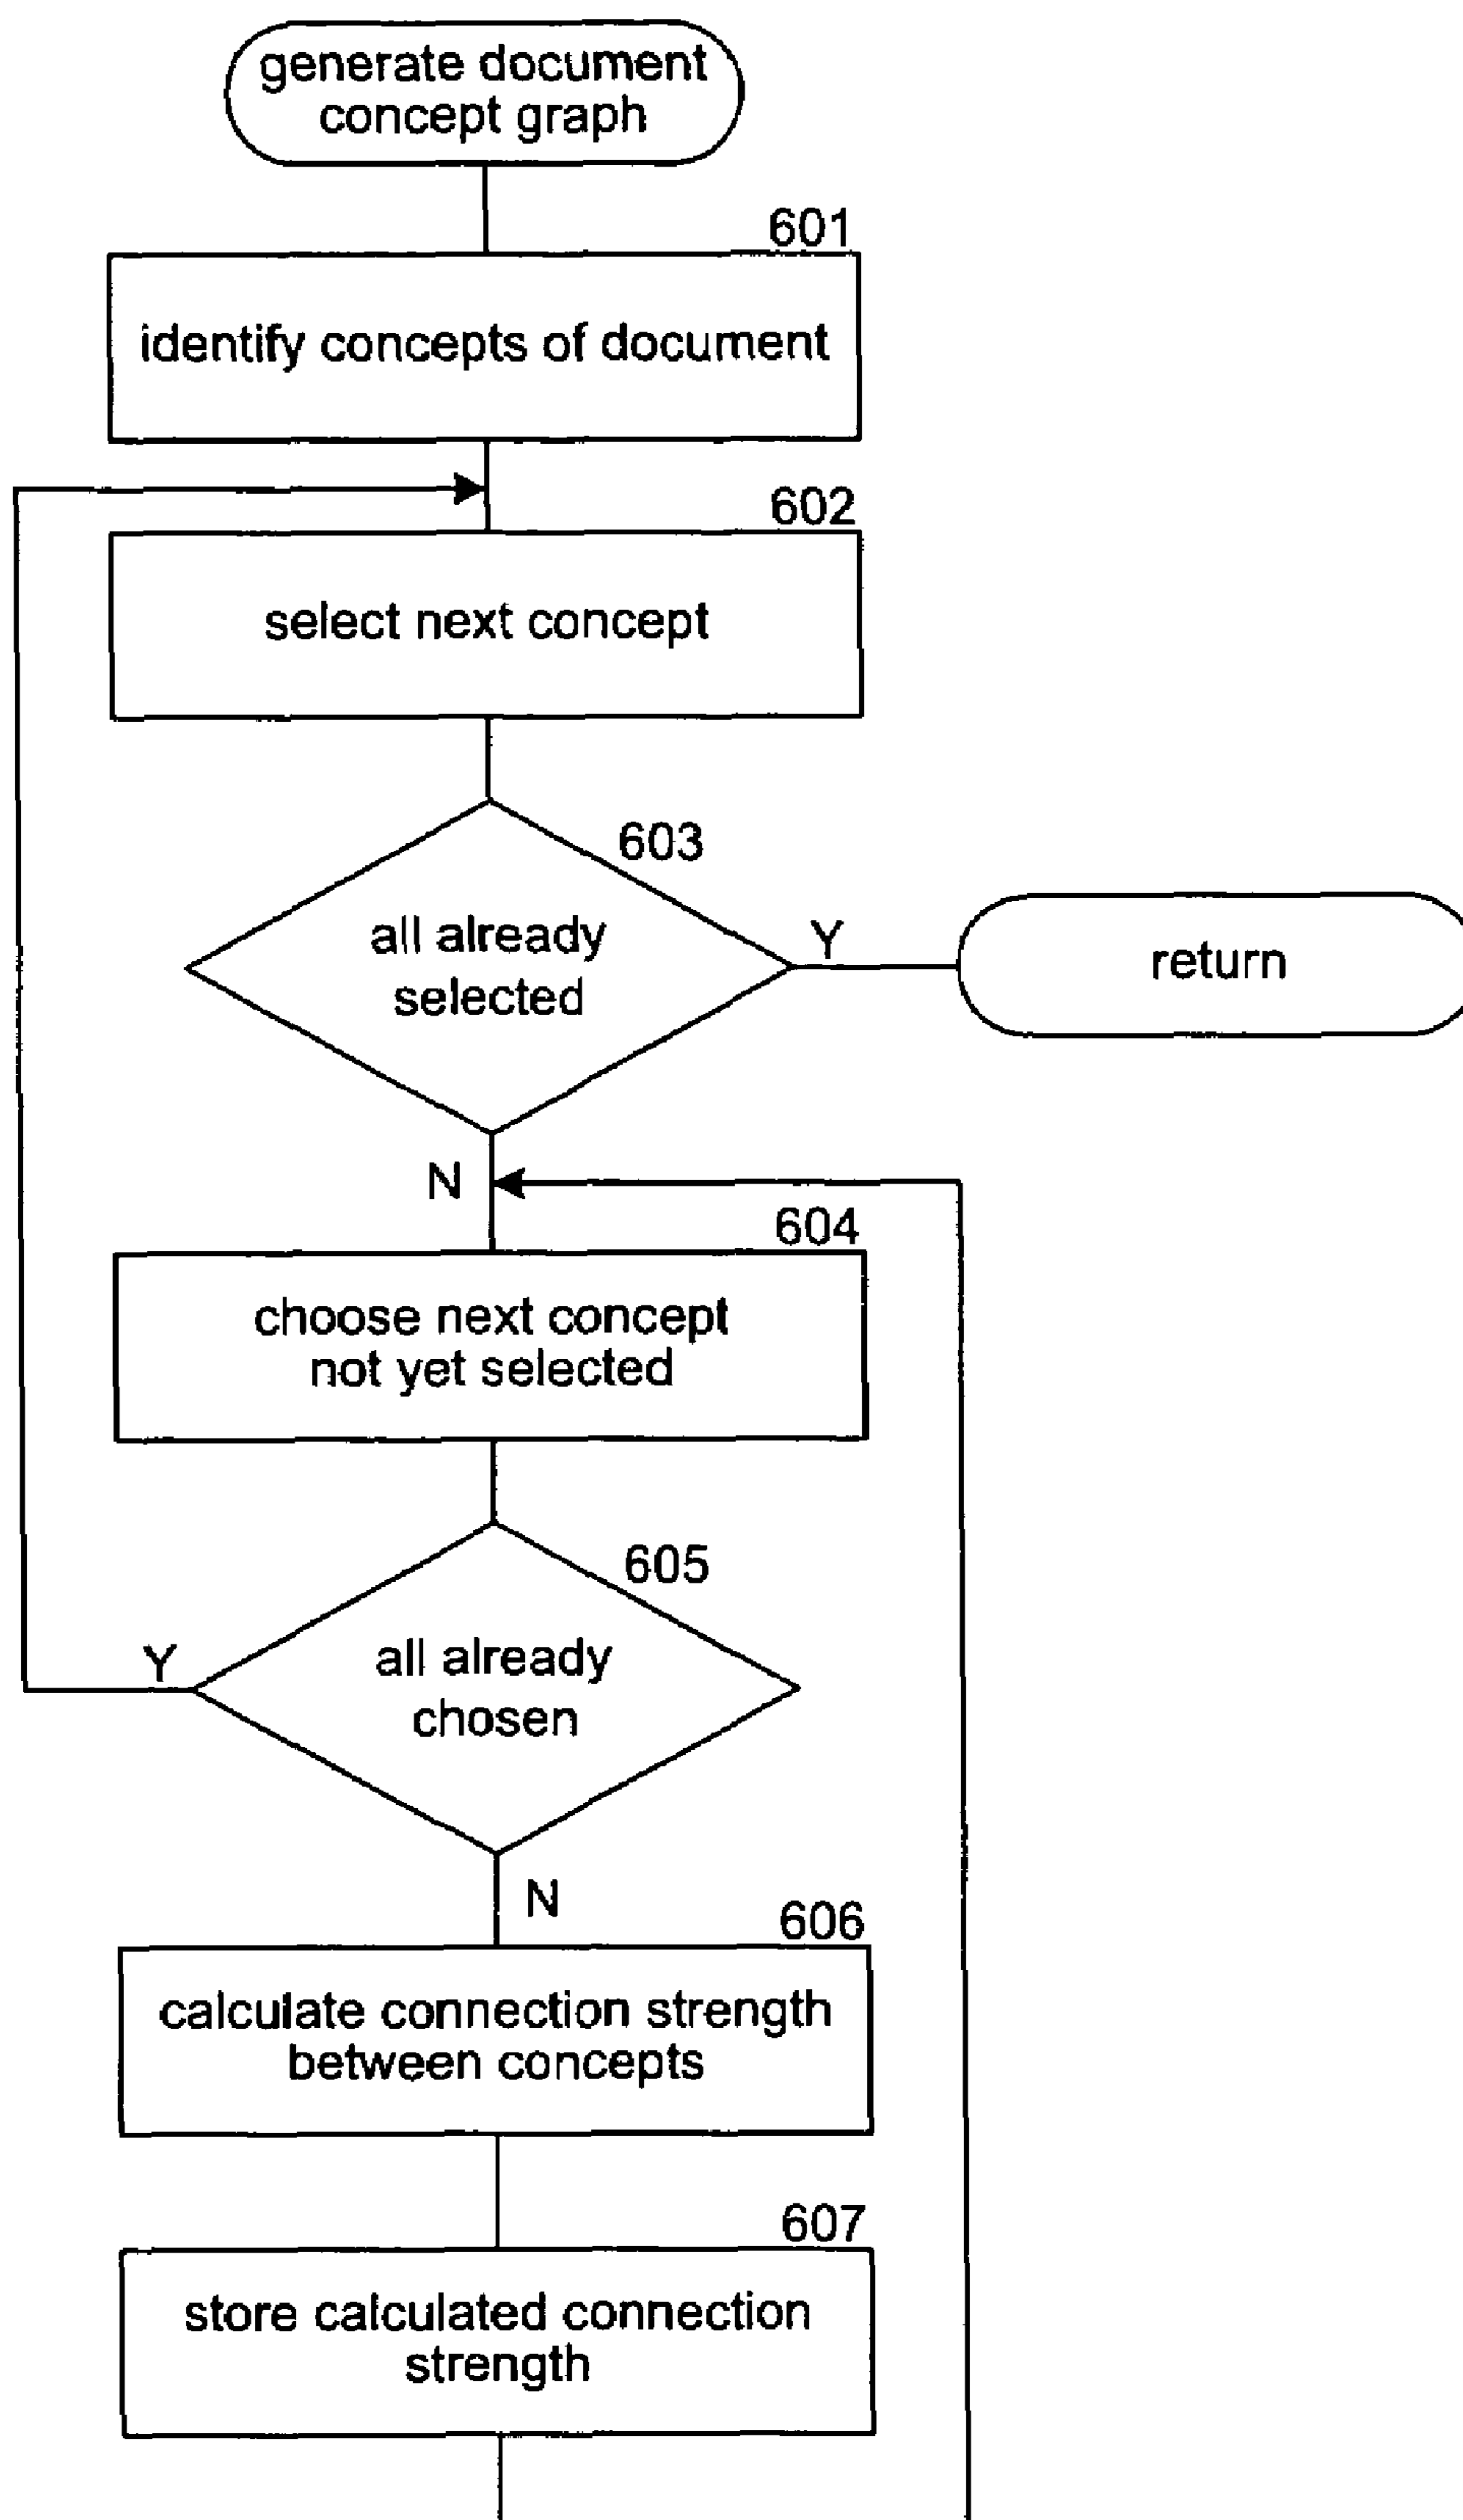 generate document
concept graph
601
identify concepts of document
602
select next concept
603
all already
selected
Y
return
N
604
choose next concept
not yet selected
605
all already
chosen
Y
N
606
calculate connection strength
between concepts
607
store calculated connection
strength